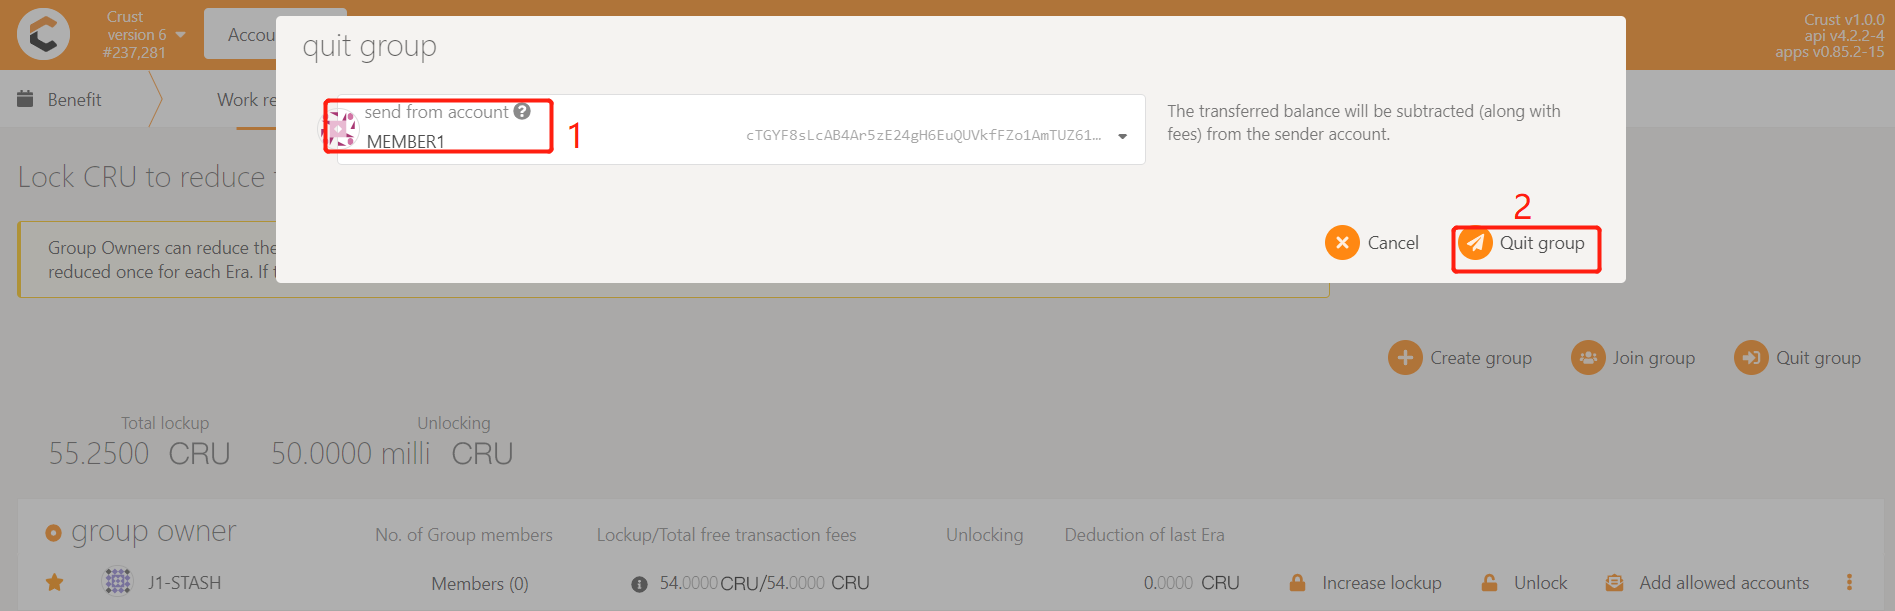 Crust
version 6
#237,281
Accou
Crust v1.0.0
api v4.2.2-4
apps v0.85.2-15
quit group
Benefit
Work re
send from account
MEMBER1
1
cTGYF8sLcAB4Ar5zE24gH6EuQUVkfFZo1AmTUZ61…
The transferred balance will be subtracted (along with
fees) from the sender account.
Lock CRU to reduce
2
Cancel
Quit group
Group Owners can reduce the
reduced once for each Era. If
Create group
Join group
Quit group
Total lockup
Unlocking
55.2500 CRU
50.0000 milli CRU
group owner
No. of Group members
Lockup/Total free transaction fees
Unlocking
Deduction of last Era
J1-STASH
Members (0)
54.0000 CRU/54.0000 CRU
0.0000 CRU
Increase lockup
Unlock
Add allowed accounts